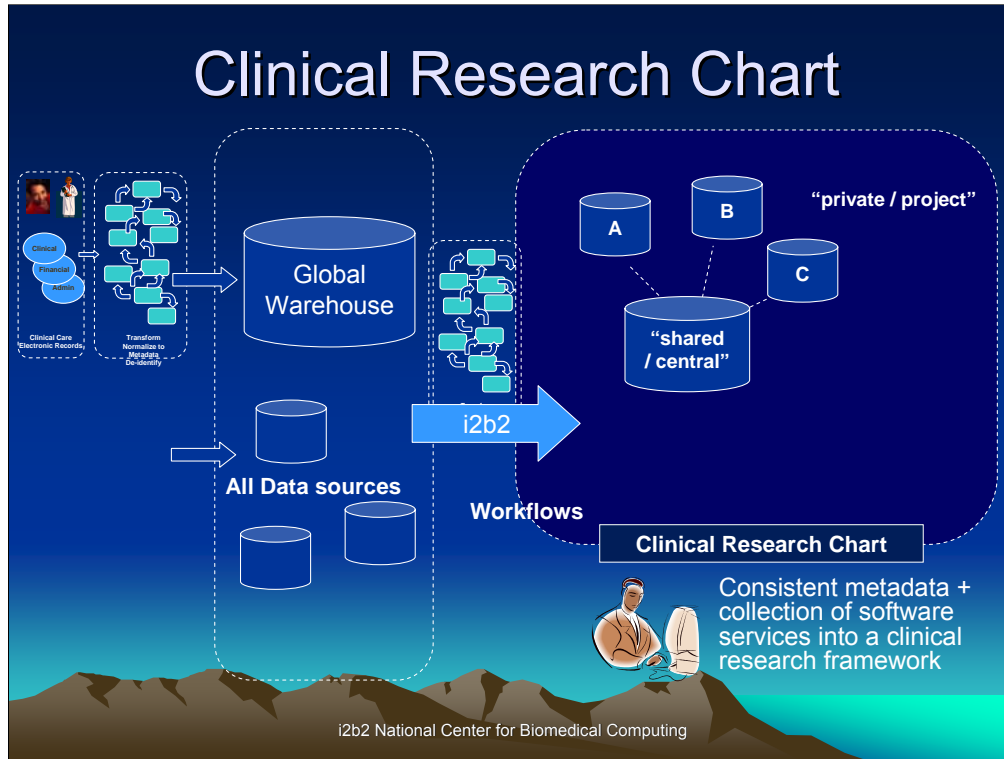 Clinical Research Chart
Clinical
Financial
Admin
Clinical Care
Electronic Records
Transform
Normalize to
Metadata
De-identify
Global
Warehouse
All Data sources
i2b2
Workflows
A
B
C
“private / project”
“shared
/ central”
Clinical Research Chart
Consistent metadata +
collection of software
services into a clinical
research framework
i2b2 National Center for Biomedical Computing